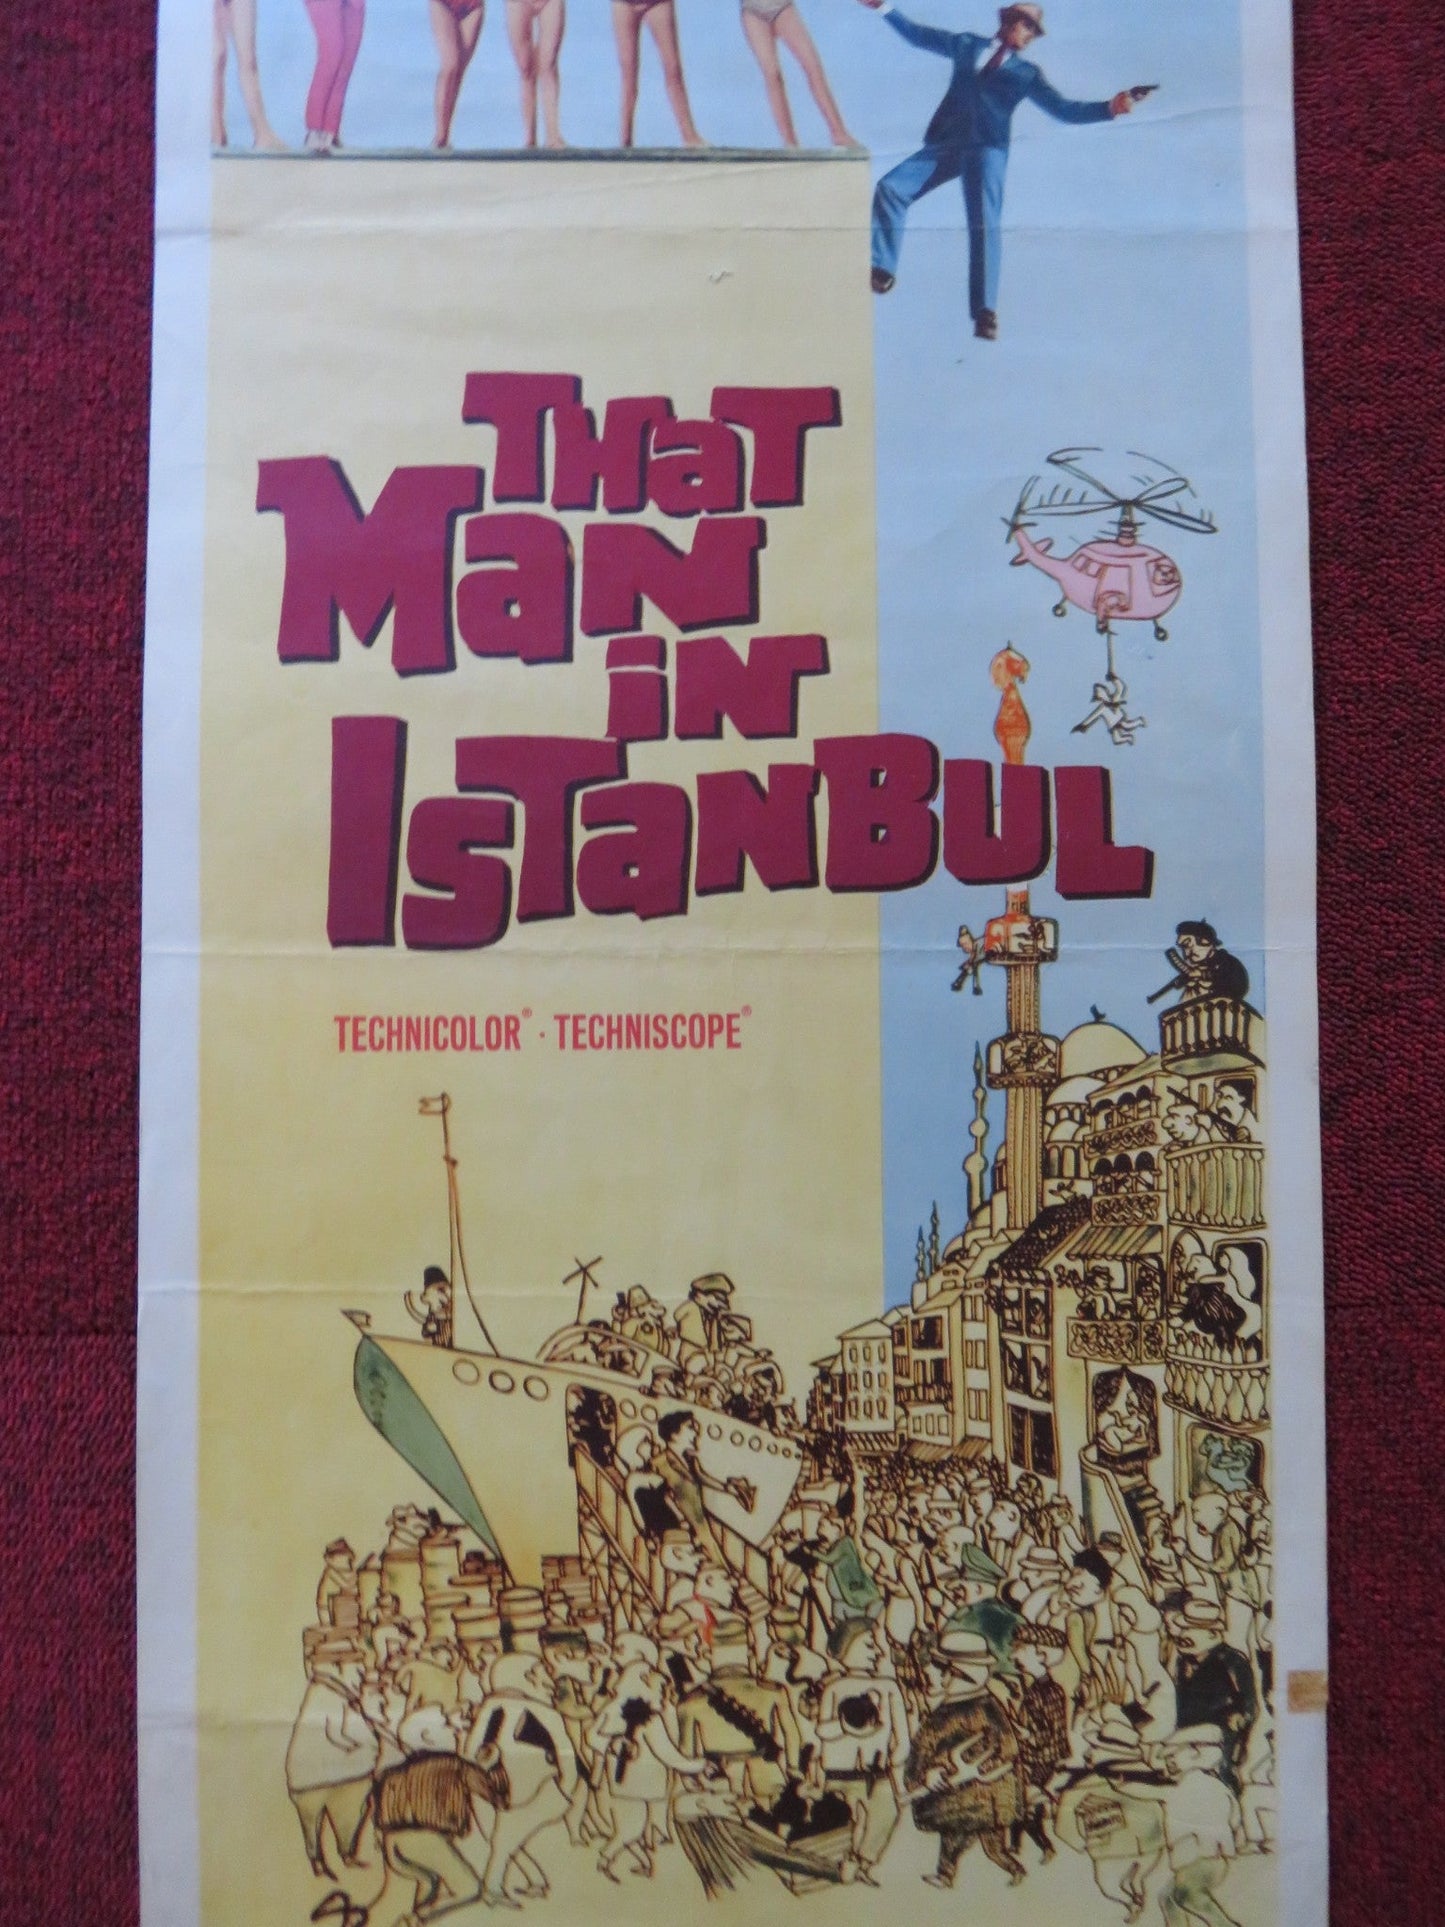 THAT
MAN
IN
ISTANBUL
TECHNICOLOR® · TECHNISCOPE®